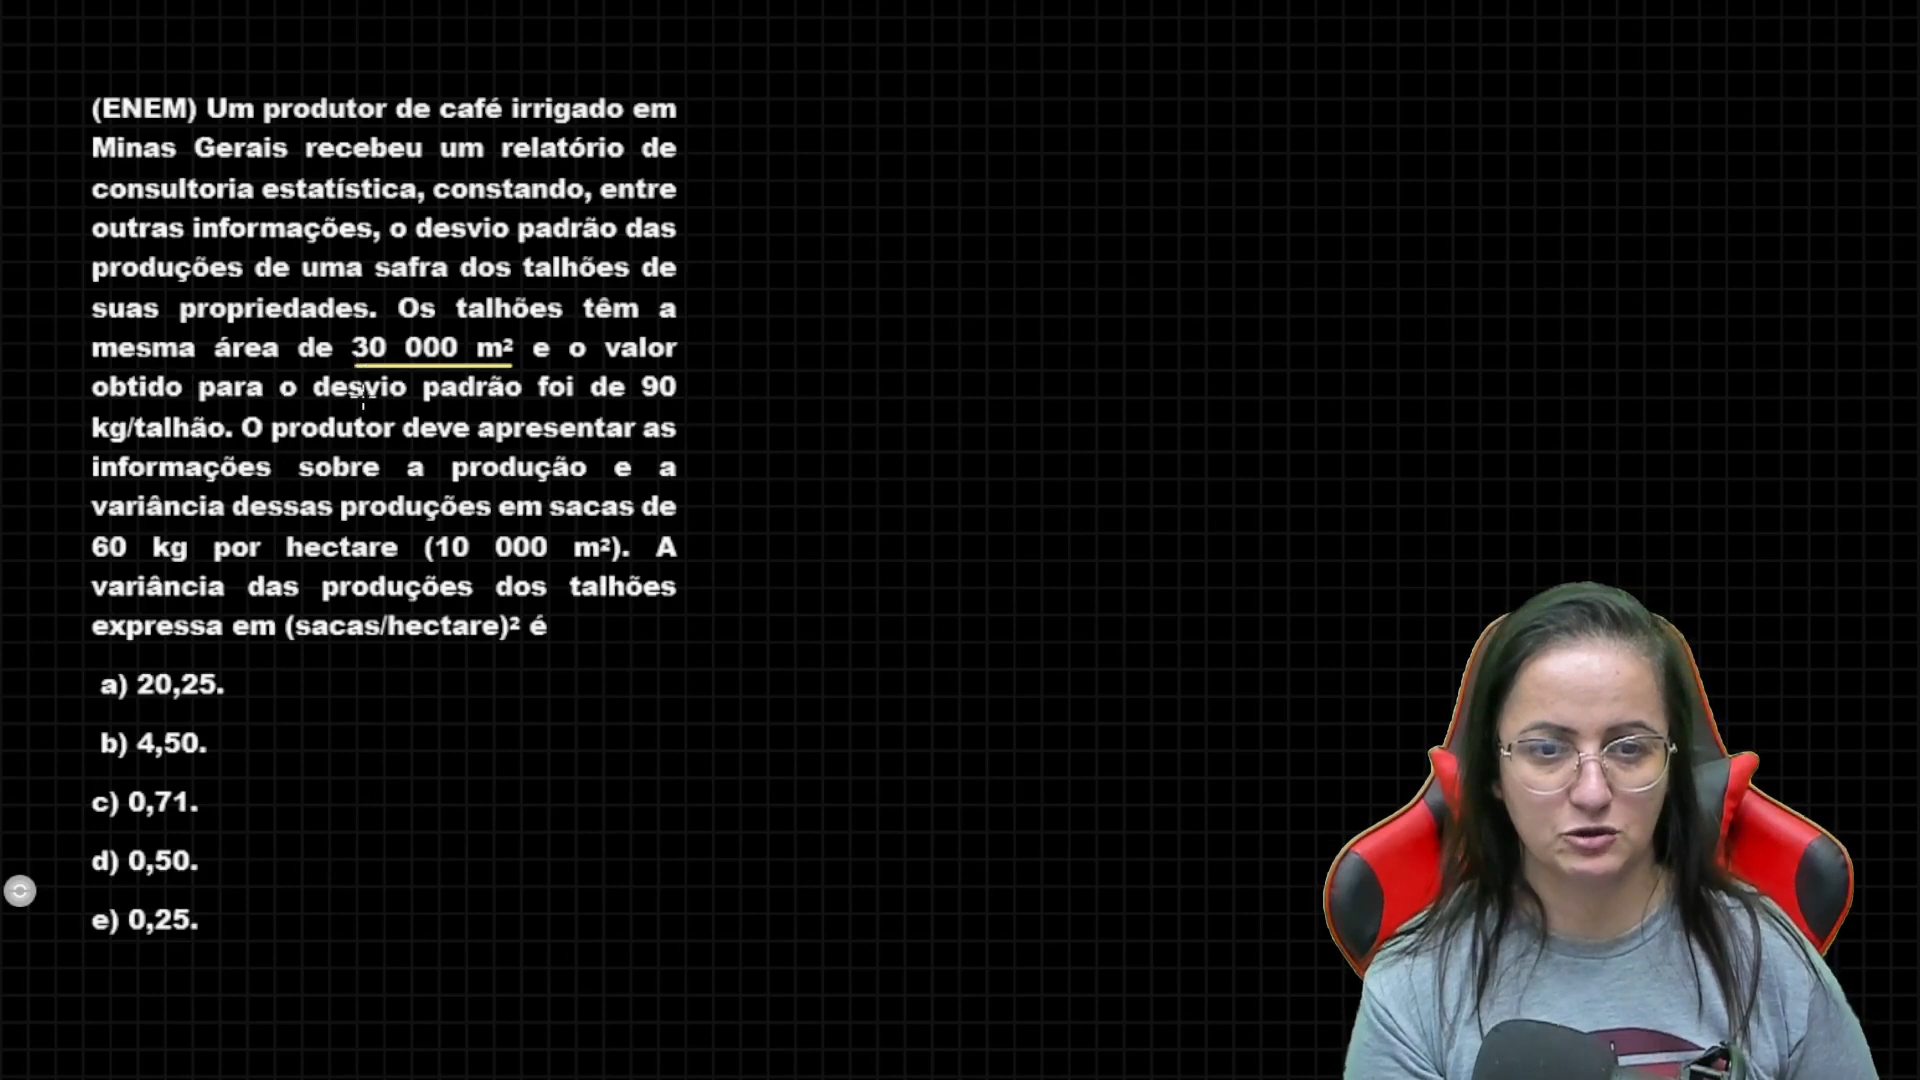 (ENEM) Um produtor de café irrigado em
Minas Gerais recebeu um relatório de
consultoria estatística, constando, entre
outras informações, o desvio padrão das
produções de uma safra dos talhões de
suas propriedades. Os talhões têm a
mesma área de 30 000 m² e o valor
obtido para o desvio padrão foi de 90
kg/talhão. O produtor deve apresentar as
informações sobre a produção e a
variância dessas produções em sacas de
60 kg por hectare (10 000 m²). A
variância das produções dos talhões
expressa em (sacas/hectare)² é
a) 20,25.
b) 4,50.
c) 0,71.
d) 0,50.
e) 0,25.